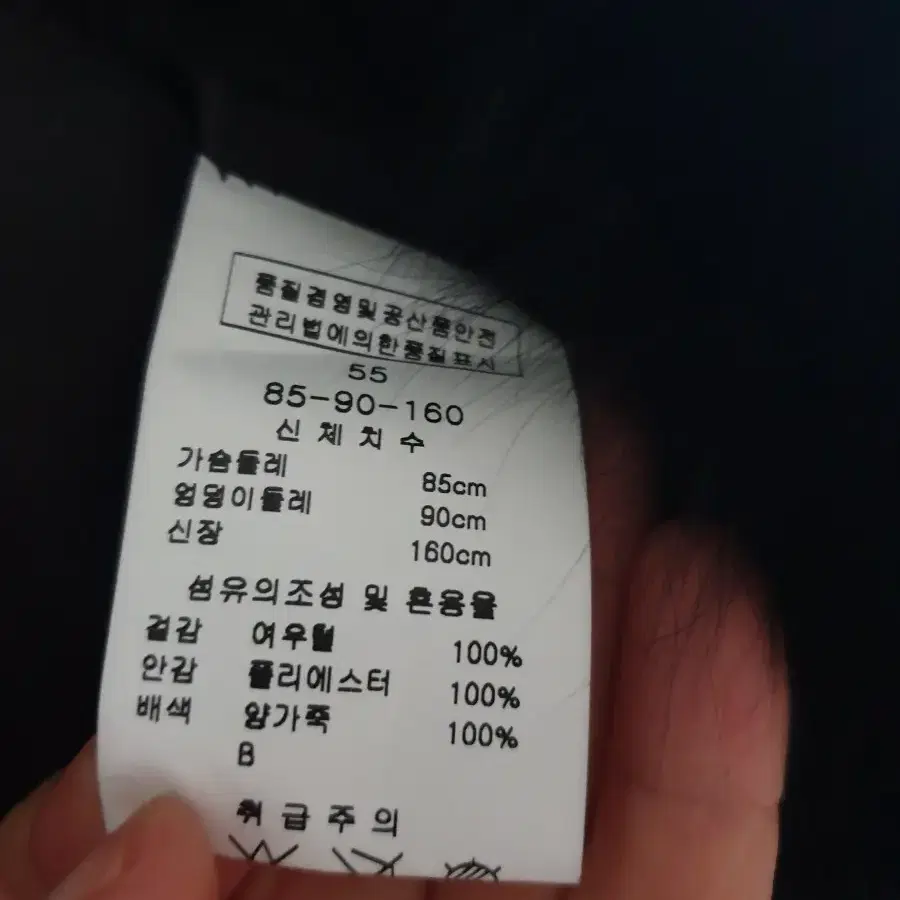 품질경영및공산품안전
관리법에의한품질표시
55
85-90-160
신체치수
가슴둘레 85cm
엉덩이둘레 90cm
신장 160cm
섬유의조성 및 혼용율
겉감 여우털 100%
안감 폴리에스터 100%
배색 양가죽 100%
B
취급주의